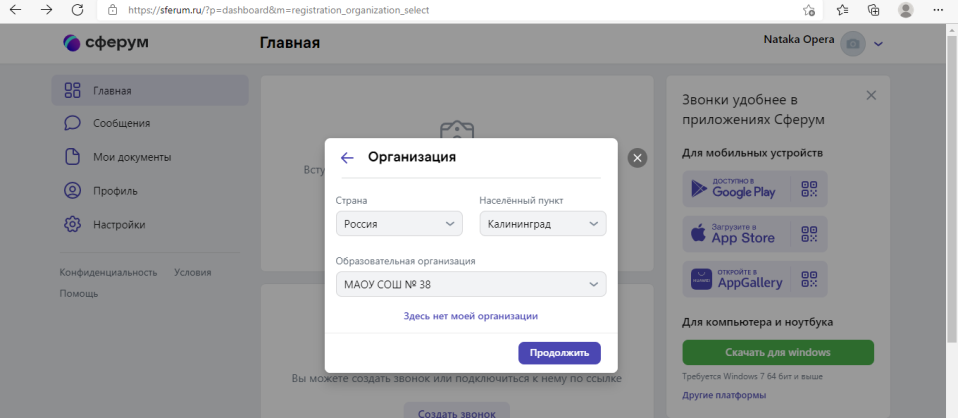 https://sferum.ru/?p=dashboard&m=registration_organization_select
сферум
Главная
Nataka Opera
Главная
Сообщения
Мои документы
Профиль
Настройки
Конфиденциальность Условия
Помощь
Всту
Организация
Страна
Населённый пункт
Россия
Калининград
Образовательная организация
МАОУ СОШ № 38
Здесь нет моей организации
Продолжить
Вы можете создать звонок или подключиться к нему по ссылке
Создать звонок
Звонки удобнее в
приложениях Сферум
Для мобильных устройств
ДОСТУПНО В
Google Play
Загрузите в
App Store
ОТКРОЙТЕ В
AppGallery
HUAWEI
Для компьютера и ноутбука
Скачать для windows
Требуется Windows 7 64 бит и выше
Другие платформы